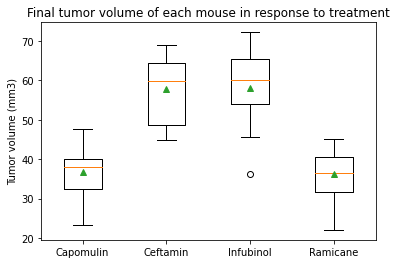 Final tumor volume of each mouse in response to treatment
Tumor volume (mm3)
70
60
50
40
30
20
Capomulin Ceftamin Infubinol Ramicane